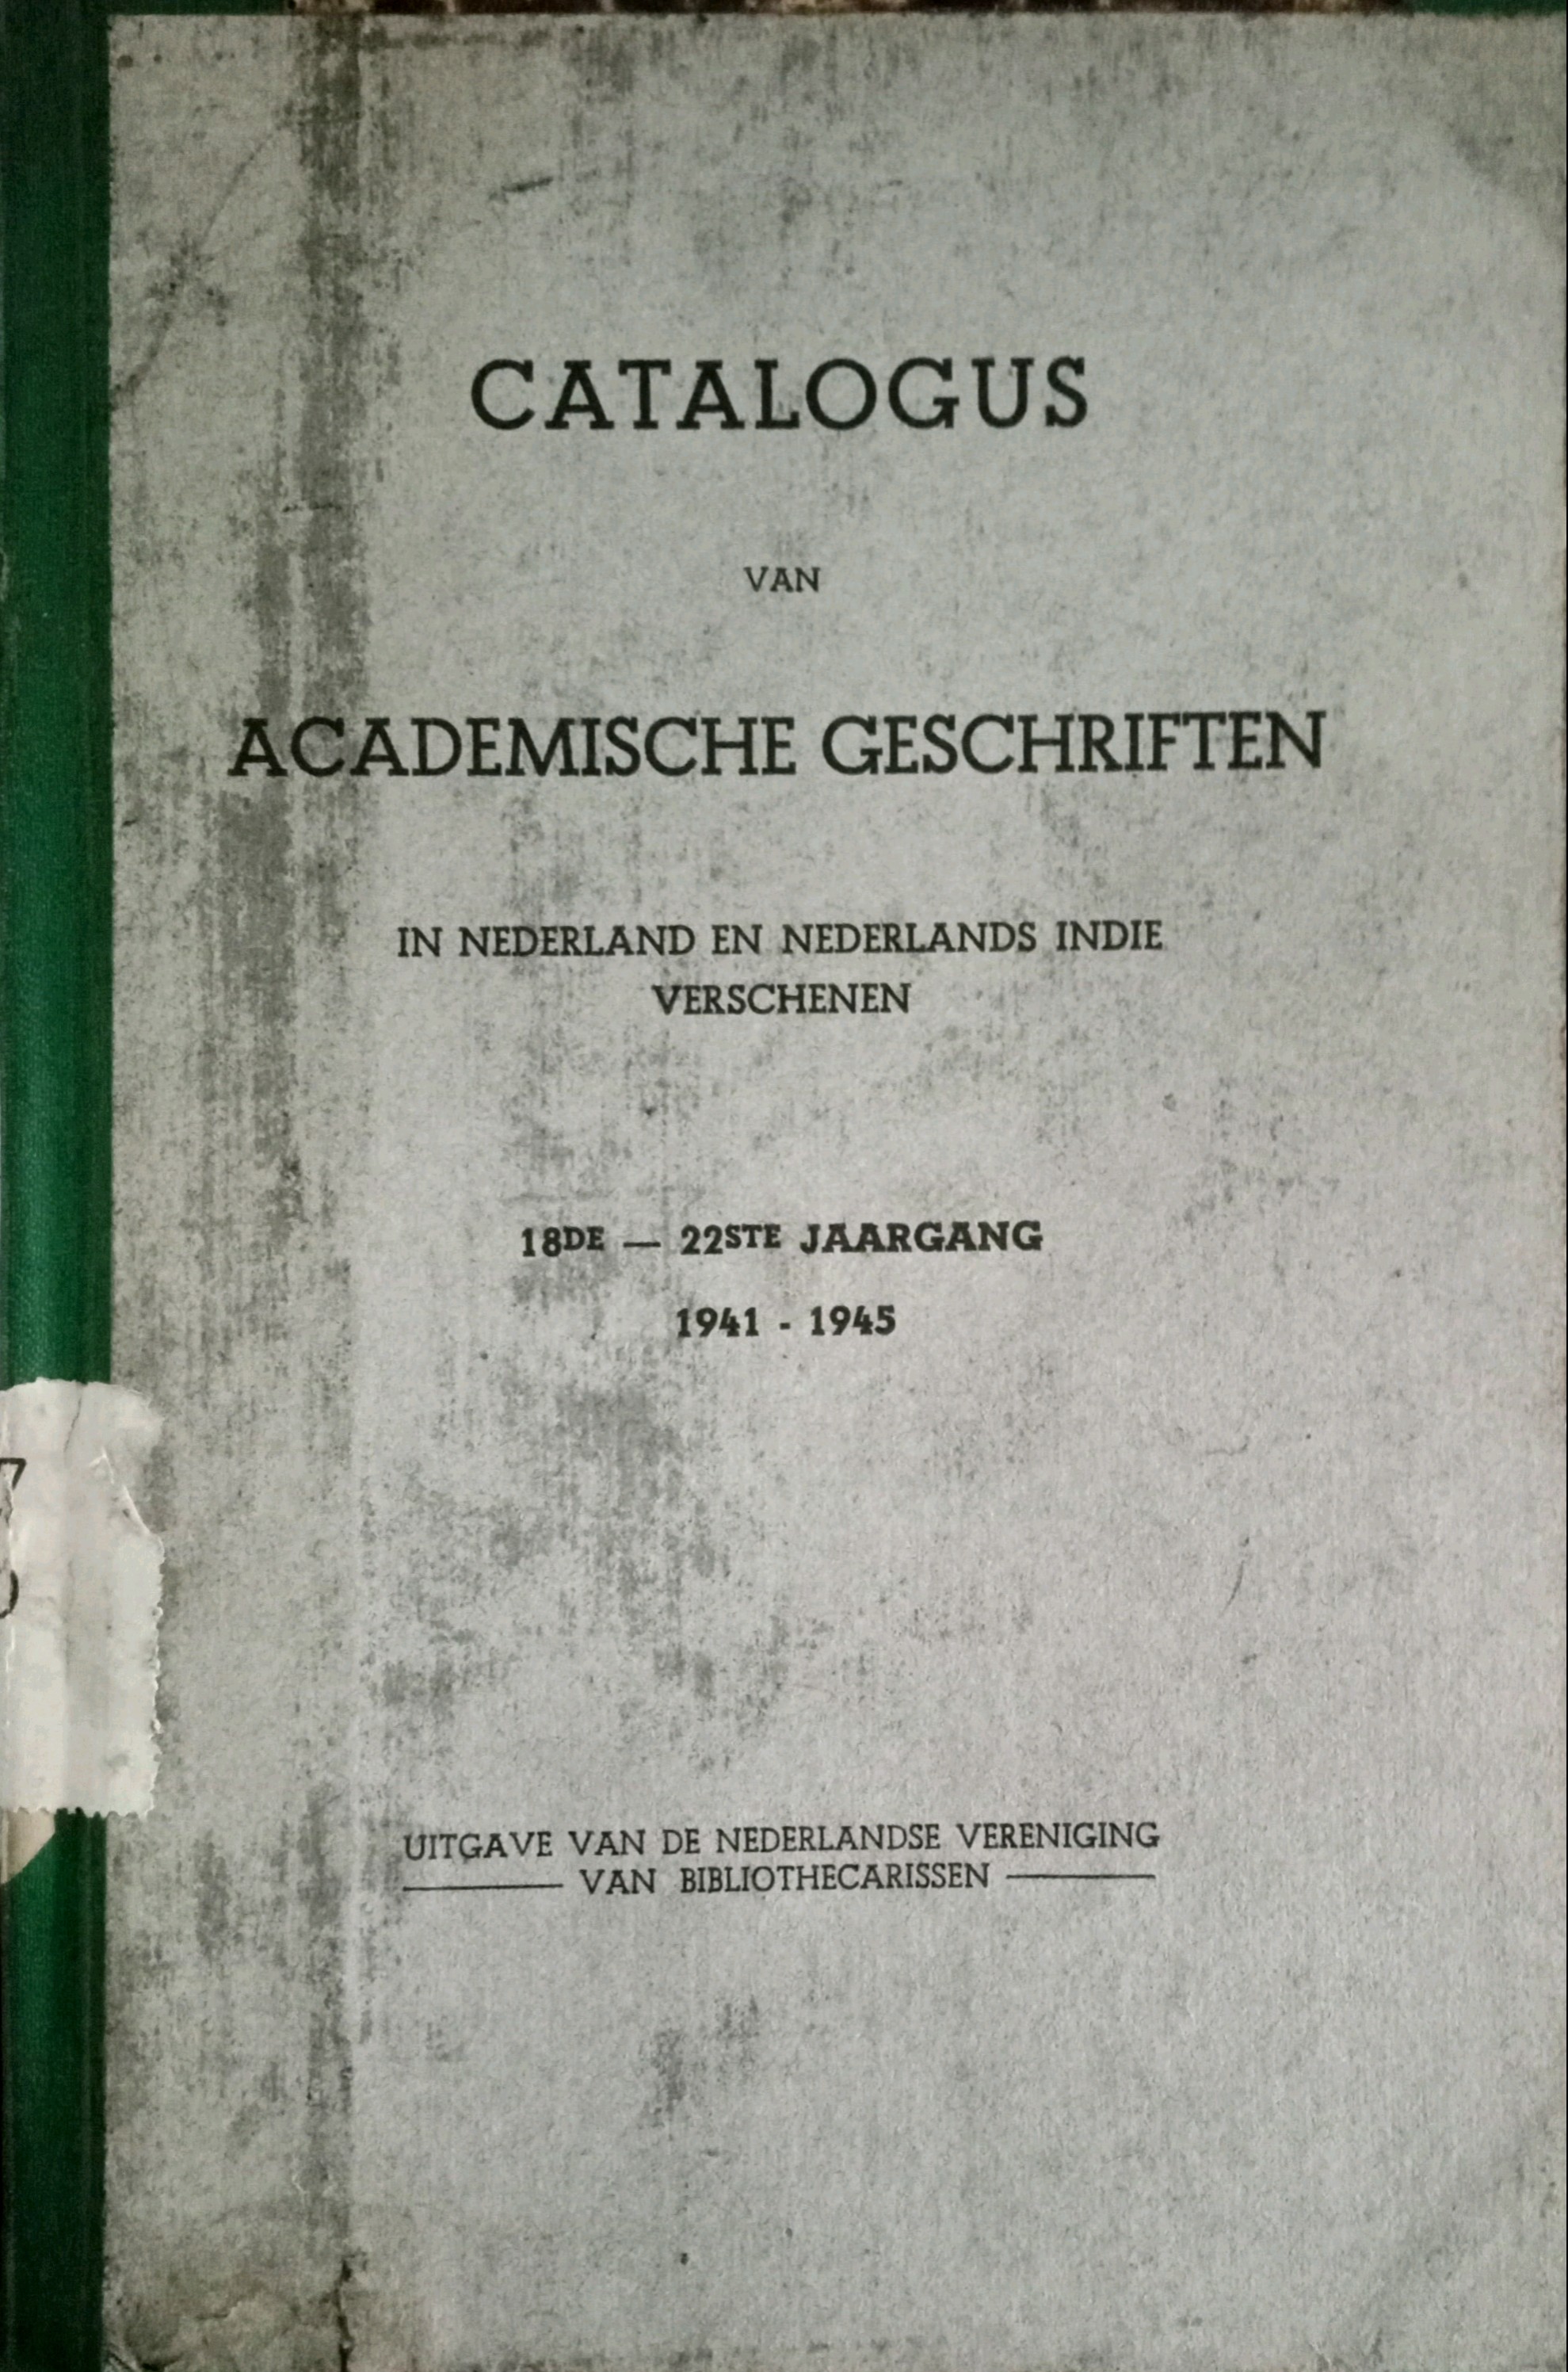 CATALOGUS
VAN
ACADEMISCHE GESCHRIFTEN
IN NEDERLAND EN NEDERLANDS INDIE
VERSCHENEN
18DE — 22STE JAARGANG
1941 - 1945
UITGAVE VAN DE NEDERLANDSE VERENIGING
VAN BIBLIOTHECARISSEN